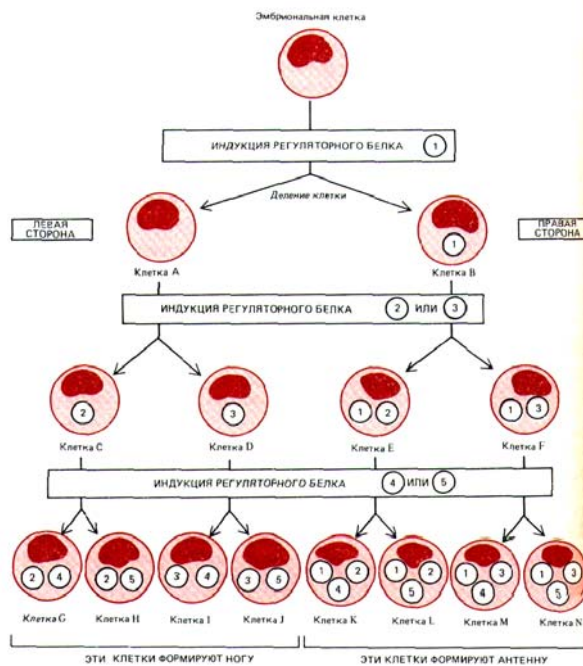 Эмбриональная клетка
ИНДУКЦИЯ РЕГУЛЯТОРНОГО БЕЛКА 1
Деление клетки
ЛЕВАЯ
СТОРОНА
ПРАВАЯ
СТОРОНА
1
Клетка А
Клетка В
ИНДУКЦИЯ РЕГУЛЯТОРНОГО БЕЛКА 2 ИЛИ 3
2 3 1 2 1 3
Клетка C Клетка D Клетка E Клетка F
ИНДУКЦИЯ РЕГУЛЯТОРНОГО БЕЛКА 4 ИЛИ 5
2 4 2 5 3 4 3 5 1 2 1 2 1 3 1 3
4 5 4 5
Клетка G Клетка H Клетка I Клетка J Клетка K Клетка L Клетка M Клетка N
ЭТИ КЛЕТКИ ФОРМИРУЮТ НОГУ ЭТИ КЛЕТКИ ФОРМИРУЮТ АНТЕННУ